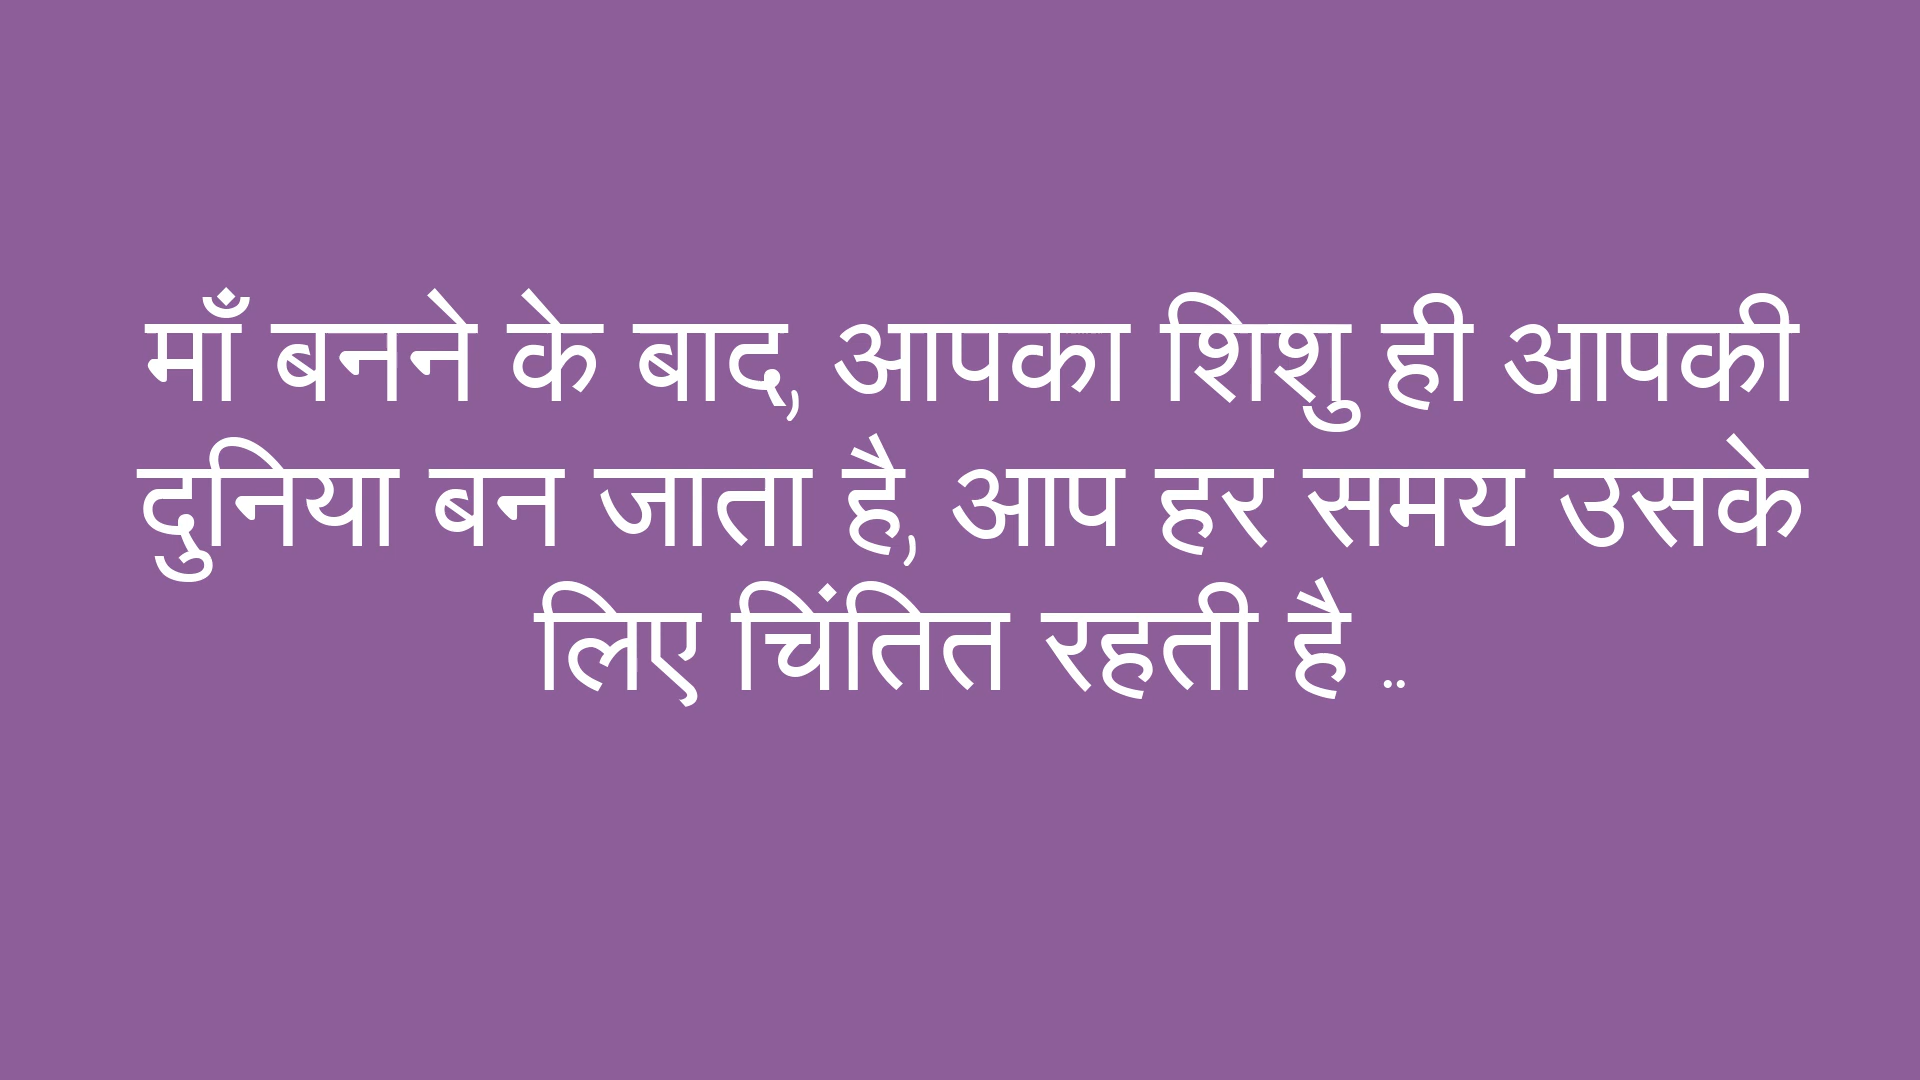 माँ बनने के बाद, आपका शिशु ही आपकी
दुनिया बन जाता है, आप हर समय उसके
लिए चिंतित रहती है ..